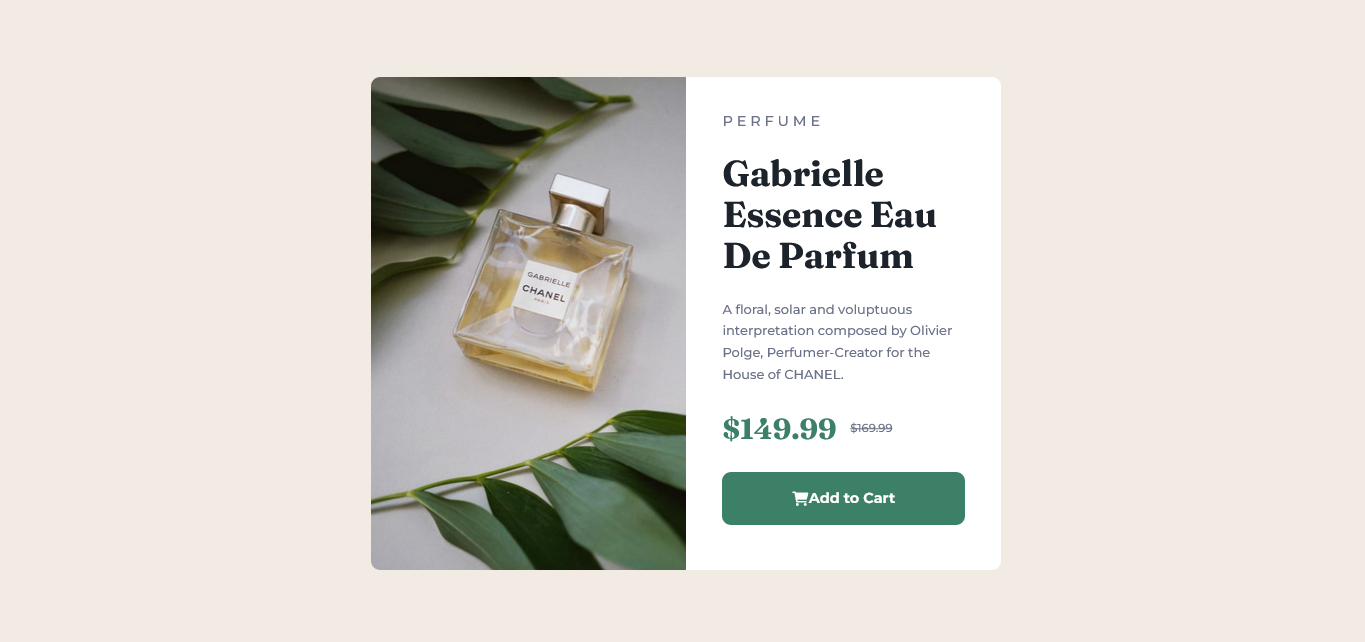 PERFUME
Gabrielle
Essence Eau
De Parfum
A floral, solar and voluptuous
interpretation composed by Olivier
Polge, Perfumer-Creator for the
House of CHANEL.
$149.99 $169.99
Add to Cart
GABRIELLE
CHANEL
PARIS